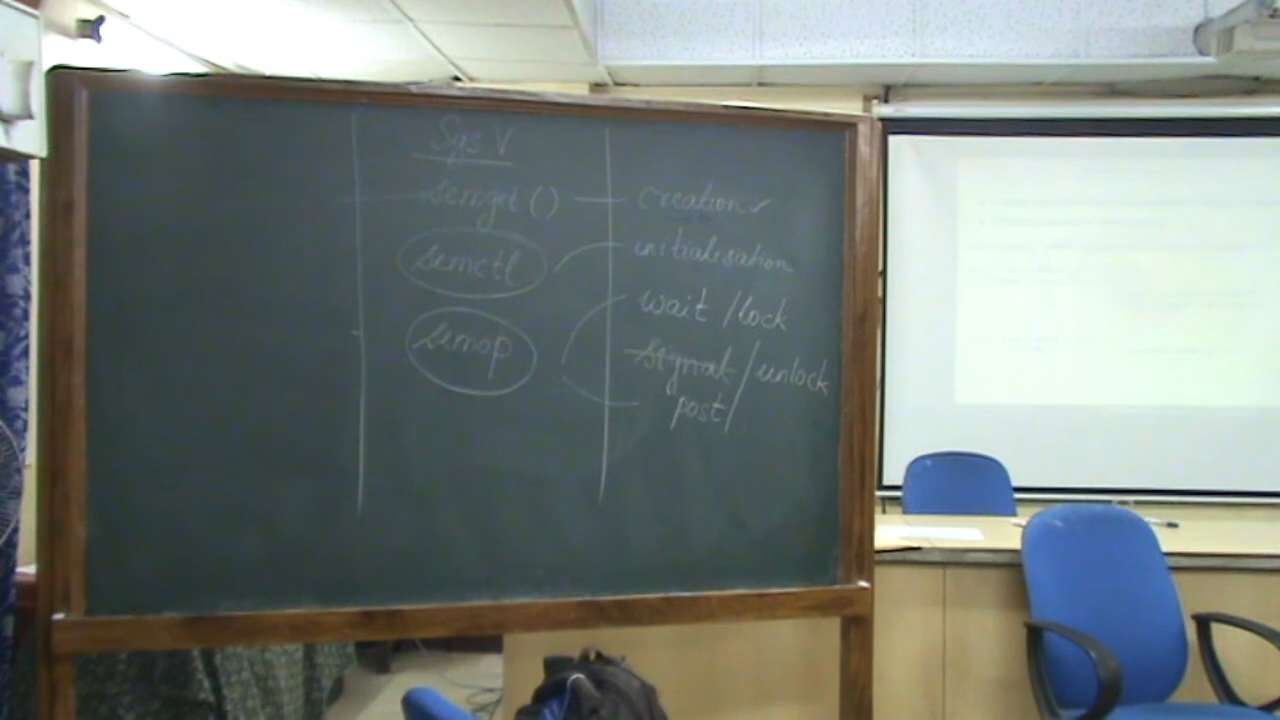 Sys V
semget () — creation ✓
semctl initialisation
semop wait / lock
signal / unlock
post /